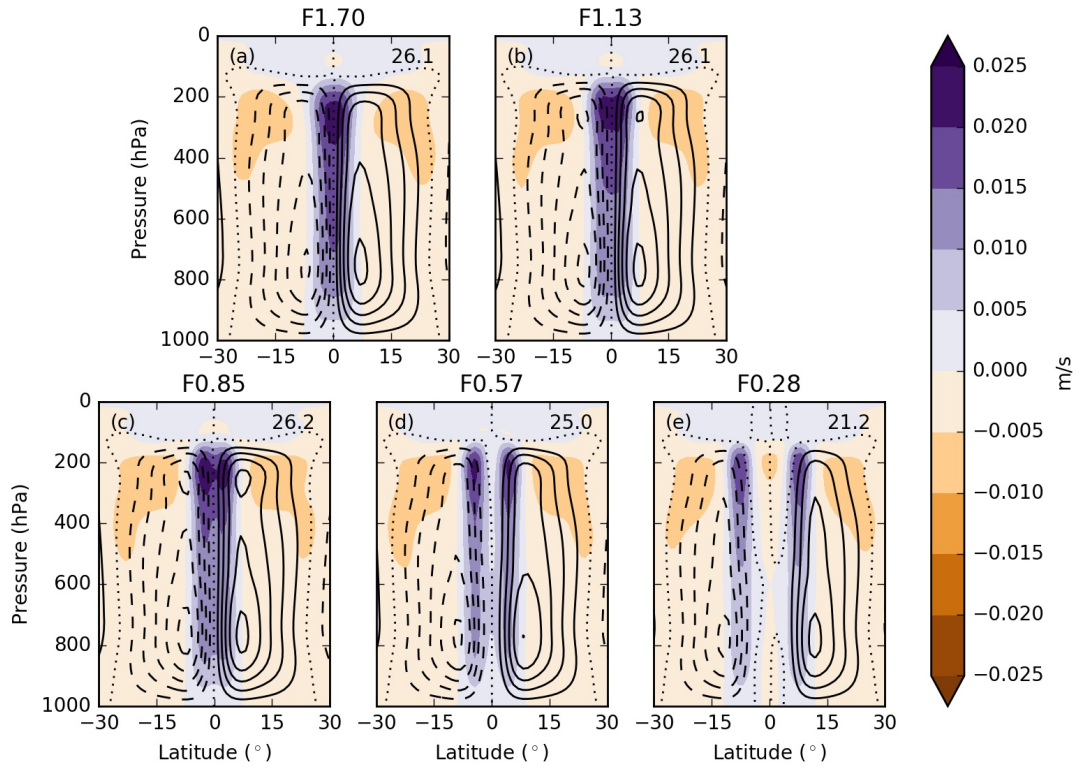 F1.70 F1.13
(a) 26.1 (b) 26.1
0
200
400
600
800
1000
Pressure (hPa)
−30 −15 0 15 30 −30 −15 0 15 30
F0.85 F0.57 F0.28
(c) 26.2 (d) 25.0 (e) 21.2
0
200
400
600
800
1000
Pressure (hPa)
−30 −15 0 15 30 −30 −15 0 15 30 −30 −15 0 15 30
Latitude (°) Latitude (°) Latitude (°)
0.025
0.020
0.015
0.010
0.005
0.000
−0.005
−0.010
−0.015
−0.020
−0.025
m/s